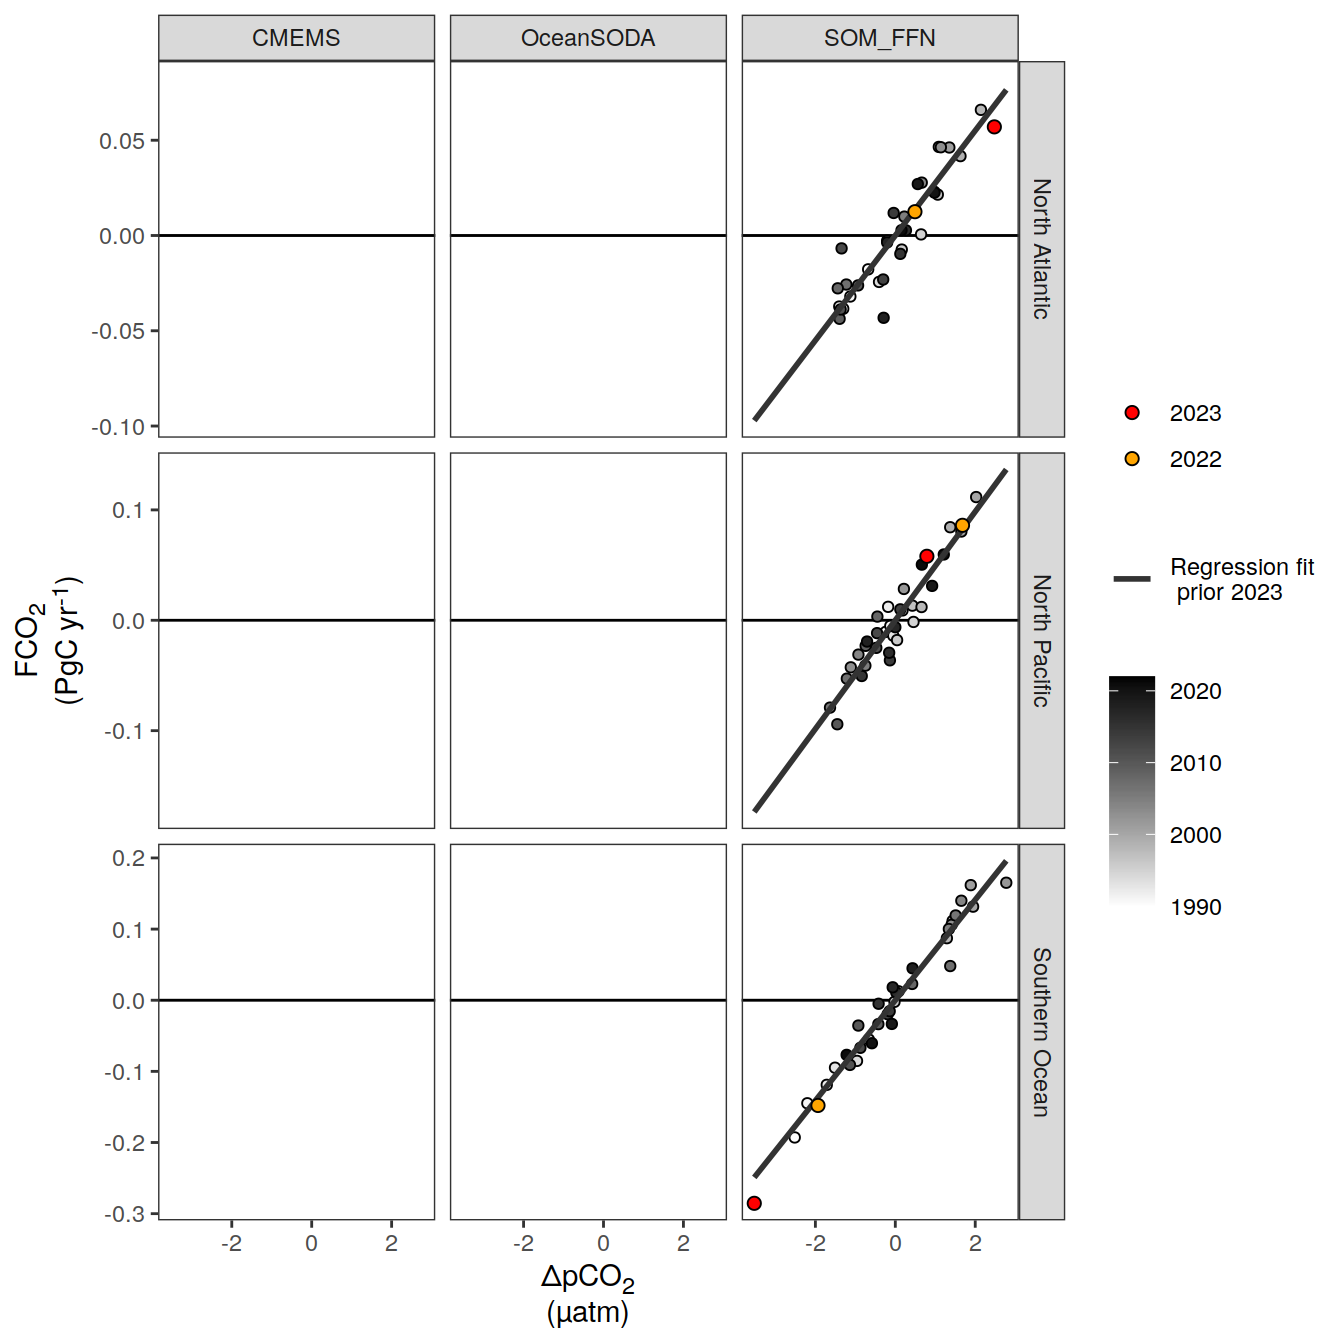 CMEMS
OceanSODA
SOM_FFN
0.05
0.00
-0.05
-0.10
North Atlantic
0.1
0.0
-0.1
North Pacific
0.2
0.1
0.0
-0.1
-0.2
-0.3
Southern Ocean
-2 0 2
-2 0 2
-2 0 2
ΔpCO₂
(µatm)
FCO₂
(PgC yr⁻¹)
2023
2022
Regression fit
prior 2023
2020
2010
2000
1990